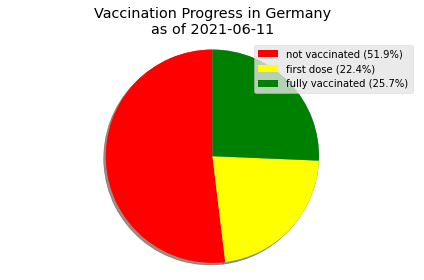 Vaccination Progress in Germany
as of 2021-06-11
not vaccinated (51.9%)
first dose (22.4%)
fully vaccinated (25.7%)